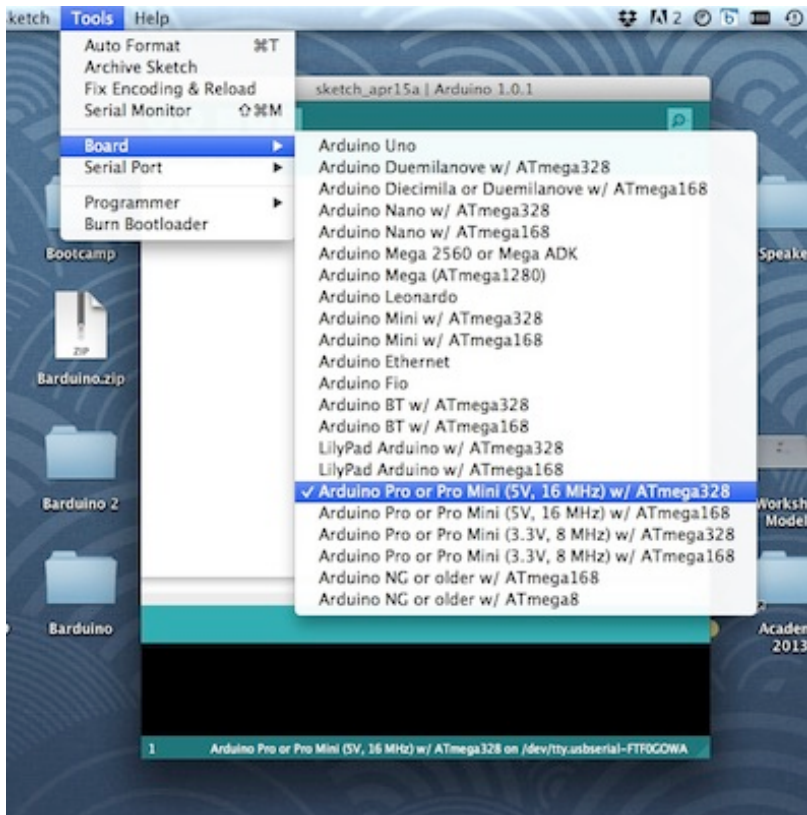 ketch Tools Help
2
Auto Format ⌘T
Archive Sketch
Fix Encoding & Reload
Serial Monitor ⇧⌘M
Board
Serial Port
Programmer
Burn Bootloader
sketch_apr15a | Arduino 1.0.1
Arduino Uno
Arduino Duemilanove w/ ATmega328
Arduino Diecimila or Duemilanove w/ ATmega168
Arduino Nano w/ ATmega328
Arduino Nano w/ ATmega168
Arduino Mega 2560 or Mega ADK
Arduino Mega (ATmega1280)
Arduino Leonardo
Arduino Mini w/ ATmega328
Arduino Mini w/ ATmega168
Arduino Ethernet
Arduino Fio
Arduino BT w/ ATmega328
Arduino BT w/ ATmega168
LilyPad Arduino w/ ATmega328
LilyPad Arduino w/ ATmega168
✓ Arduino Pro or Pro Mini (5V, 16 MHz) w/ ATmega328
Arduino Pro or Pro Mini (5V, 16 MHz) w/ ATmega168
Arduino Pro or Pro Mini (3.3V, 8 MHz) w/ ATmega328
Arduino Pro or Pro Mini (3.3V, 8 MHz) w/ ATmega168
Arduino NG or older w/ ATmega168
Arduino NG or older w/ ATmega8
Bootcamp
ZIP
Barduino.zip
Barduino 2
Barduino
Speake
Worksh
Model
Academ
2013
1 Arduino Pro or Pro Mini (5V, 16 MHz) w/ ATmega328 on /dev/tty.usbserial-FTF0GOWA